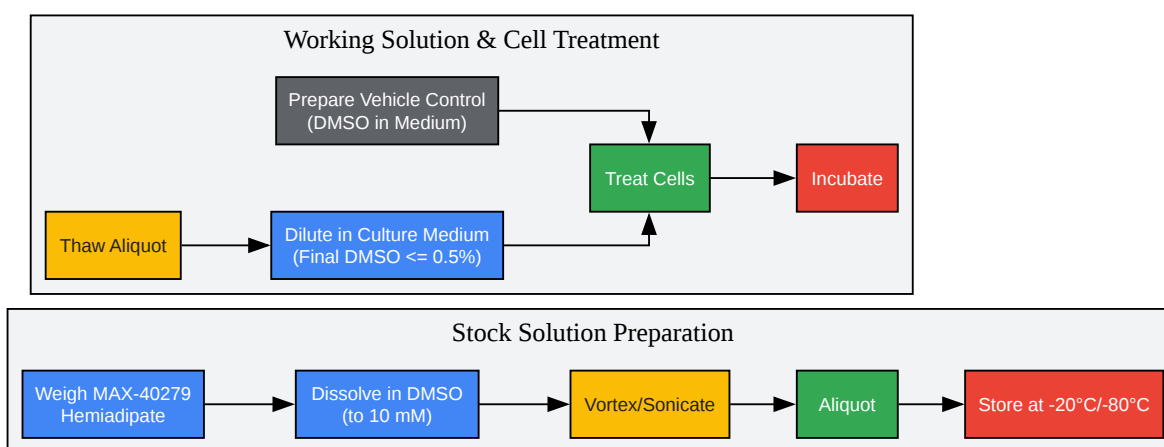 Working Solution & Cell Treatment
Prepare Vehicle Control
(DMSO in Medium)
Treat Cells
Incubate
Thaw Aliquot
Dilute in Culture Medium
(Final DMSO <= 0.5%)
Stock Solution Preparation
Weigh MAX-40279
Hemiadipate
Dissolve in DMSO
(to 10 mM)
Vortex/Sonicate
Aliquot
Store at -20°C/-80°C